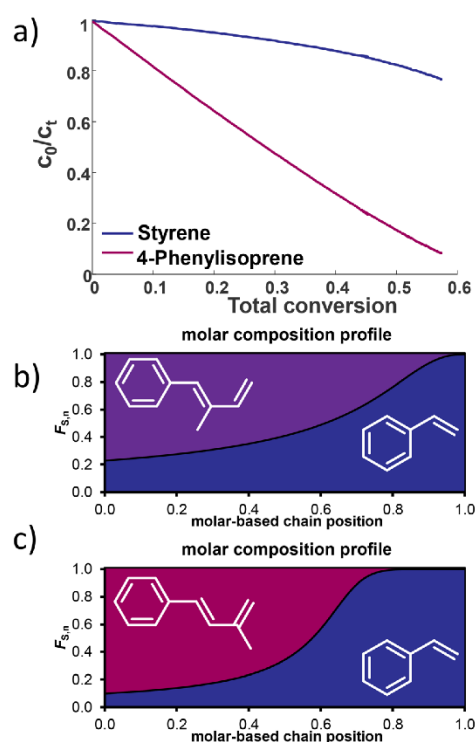 a)
1
0.8
0.6
0.4
0.2
0
c₀/cₜ
Styrene
4-Phenylisoprene
0 0.1 0.2 0.3 0.4 0.5 0.6
Total conversion
molar composition profile
b)
1.0
0.8
0.6
0.4
0.2
0.0
F_S,n
0.0 0.2 0.4 0.6 0.8 1.0
molar-based chain position
molar composition profile
c)
1.0
0.8
0.6
0.4
0.2
0.0
F_S,n
0.0 0.2 0.4 0.6 0.8 1.0
molar-based chain position